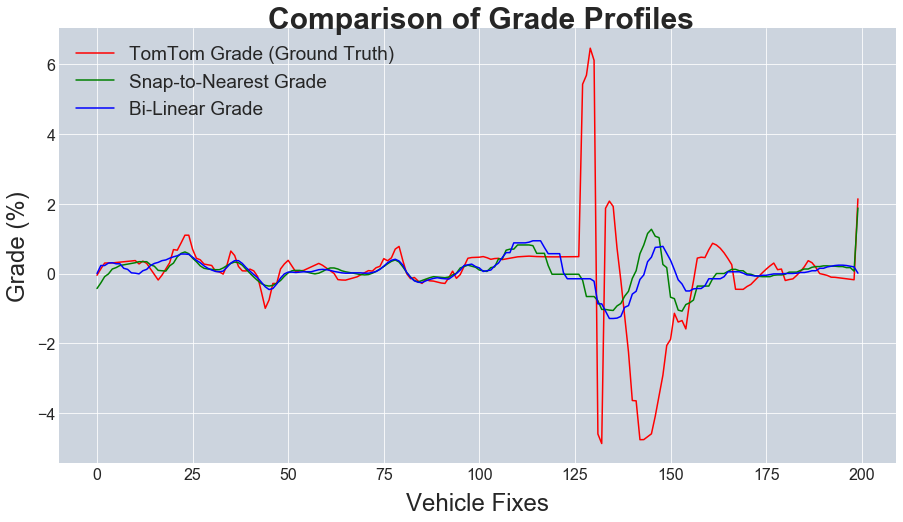 Comparison of Grade Profiles
TomTom Grade (Ground Truth)
Snap-to-Nearest Grade
Bi-Linear Grade
Grade (%)
6
4
2
0
−2
−4
0 25 50 75 100 125 150 175 200
Vehicle Fixes